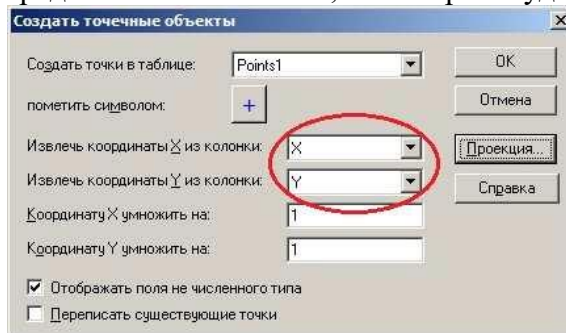 Создать точечные объекты
Создать точки в таблице: Points1
OK
пометить символом: +
Отмена
Извлечь координаты X из колонки: X
Проекция...
Извлечь координаты Y из колонки: Y
Справка
Координату X умножить на: 1
Координату Y умножить на: 1
Отображать поля не численного типа
Переписать существующие точки